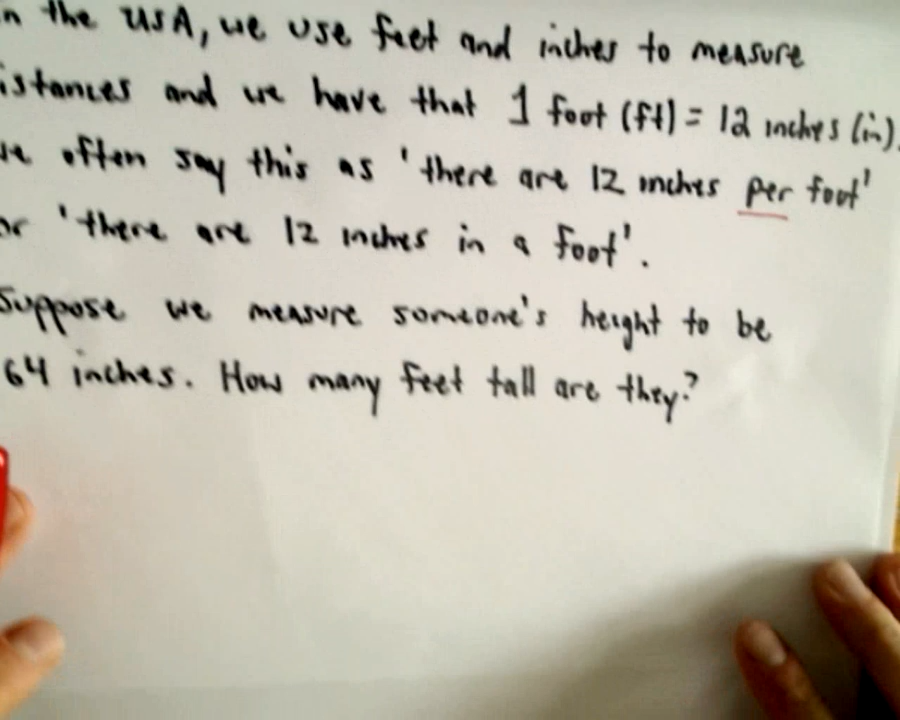 n the USA, we use feet and inches to measure
istances and we have that 1 foot (ft) = 12 inches (in).
we often say this as 'there are 12 inches per foot'
or 'there are 12 inches in a foot'.
Suppose we measure someone's height to be
64 inches. How many feet tall are they?